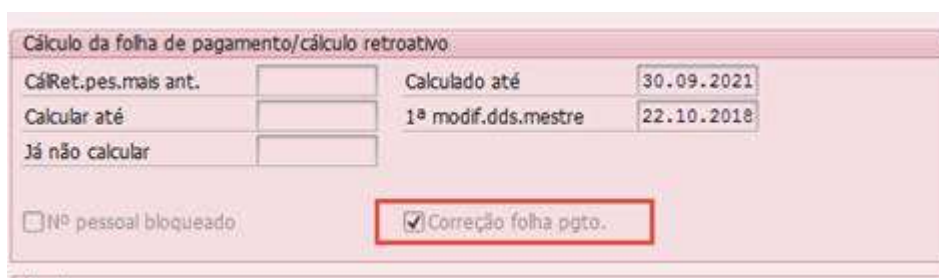 Cálculo da folha de pagamento/cálculo retroativo
CálRet.pes.mais ant. Calculado até 30.09.2021
Calcular até 1ª modif.dds.mestre 22.10.2018
Já não calcular
Nº pessoal bloqueado Correção folha pgto.